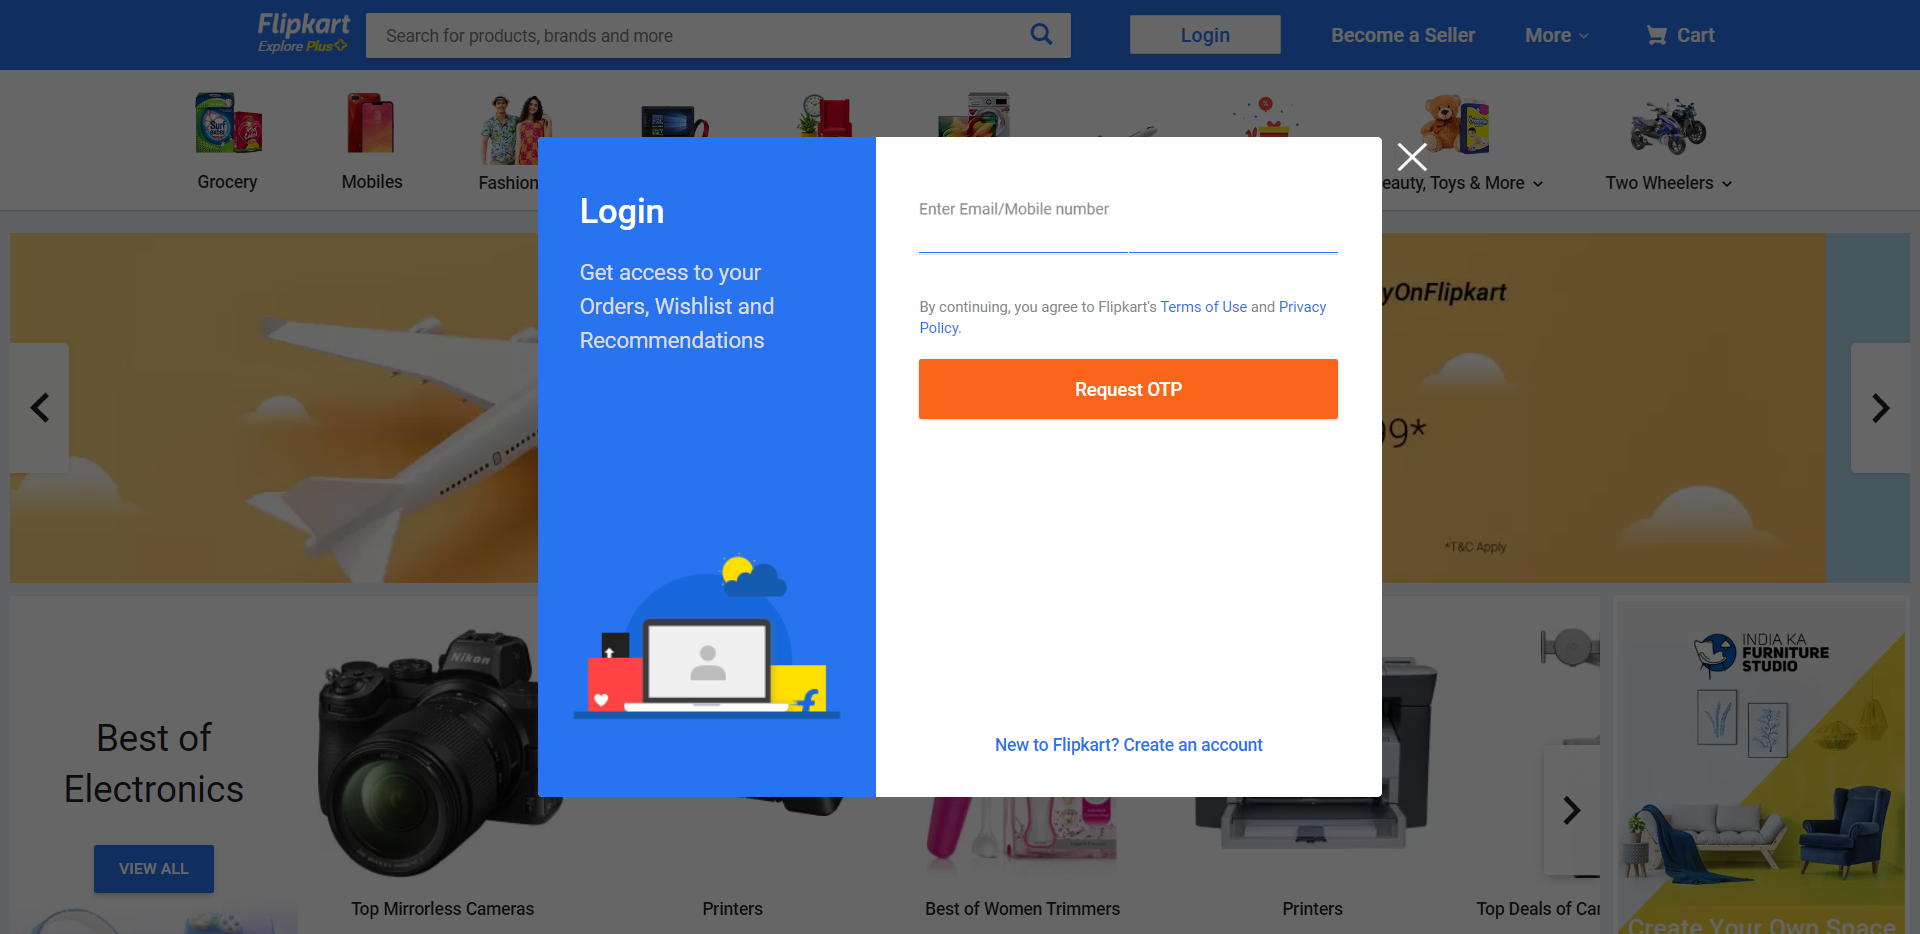 Flipkart
Explore Plus
Search for products, brands and more
Login
Become a Seller
More
Cart
Grocery
Mobiles
Fashion
eauty, Toys & More
Two Wheelers
Login
Get access to your
Orders, Wishlist and
Recommendations
Enter Email/Mobile number
By continuing, you agree to Flipkart's Terms of Use and Privacy
Policy.
Request OTP
New to Flipkart? Create an account
yOnFlipkart
99*
*T&C Apply
Best of
Electronics
VIEW ALL
Nikon
Top Mirrorless Cameras
Printers
Best of Women Trimmers
Printers
Top Deals of Car
INDIA KA
FURNITURE
STUDIO
Create Your Own Space